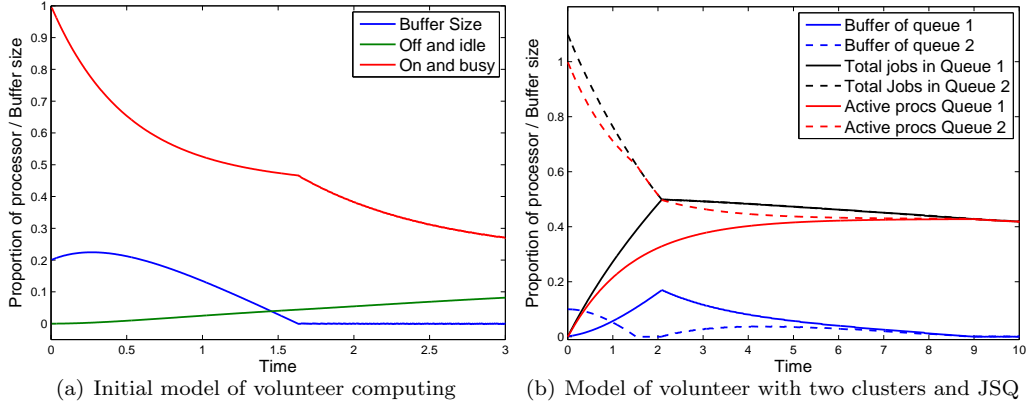 Proportion of processor / Buffer size
1
0.9
0.8
0.7
0.6
0.5
0.4
0.3
0.2
0.1
0
0
0.5
1
1.5
2
2.5
3
Time
Buffer Size
Off and idle
On and busy
(a) Initial model of volunteer computing
Proportion of processor / Buffer size
1
0.8
0.6
0.4
0.2
0
0
1
2
3
4
5
6
7
8
9
10
Time
Buffer of queue 1
Buffer of queue 2
Total jobs in Queue 1
Total Jobs in Queue 2
Active procs Queue 1
Active procs Queue 2
(b) Model of volunteer with two clusters and JSQ